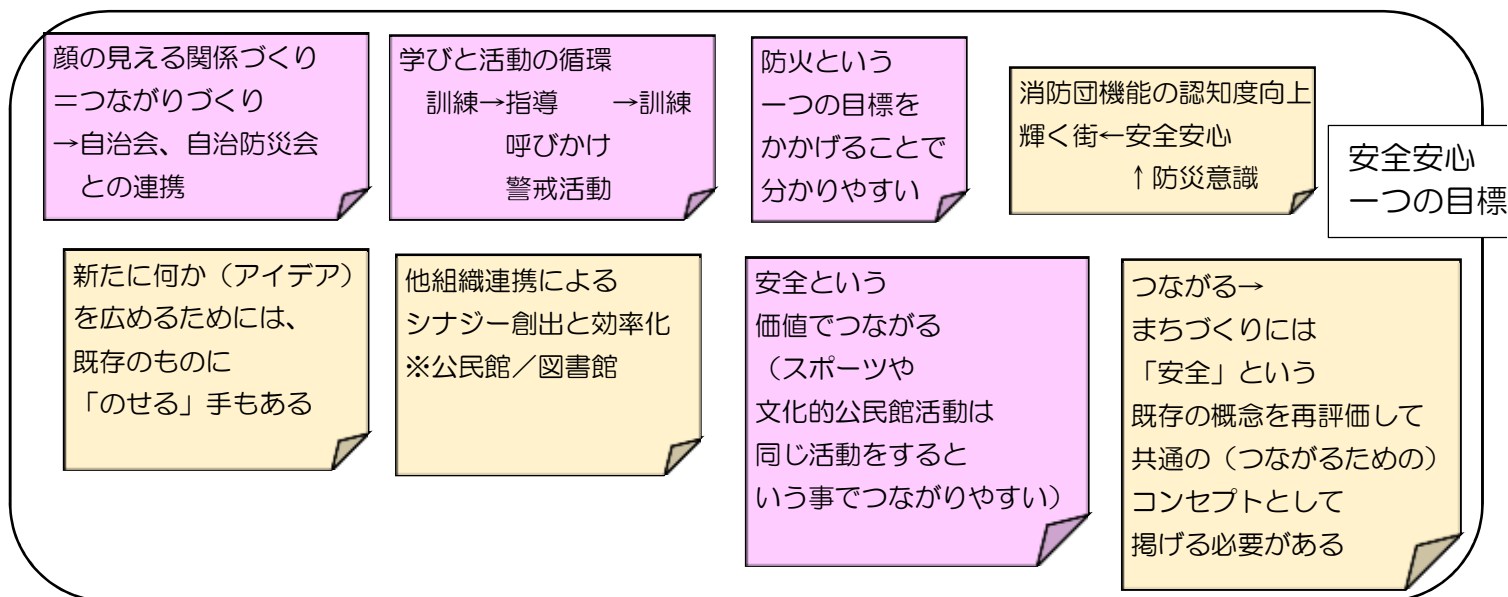 顔の見える関係づくり
＝つながりづくり
→自治会、自治防災会
との連携
学びと活動の循環
訓練→指導　　→訓練
呼びかけ
警戒活動
防火という
一つの目標を
かかげることで
分かりやすい
消防団機能の認知度向上
輝く街←安全安心
↑防災意識
安全安心
一つの目標
新たに何か（アイデア）
を広めるためには、
既存のものに
「のせる」手もある
他組織連携による
シナジー創出と効率化
※公民館／図書館
安全という
価値でつながる
（スポーツや
文化的公民館活動は
同じ活動をすると
いう事でつながりやすい）
つながる→
まちづくりには
「安全」という
既存の概念を再評価して
共通の（つながるための）
コンセプトとして
掲げる必要がある